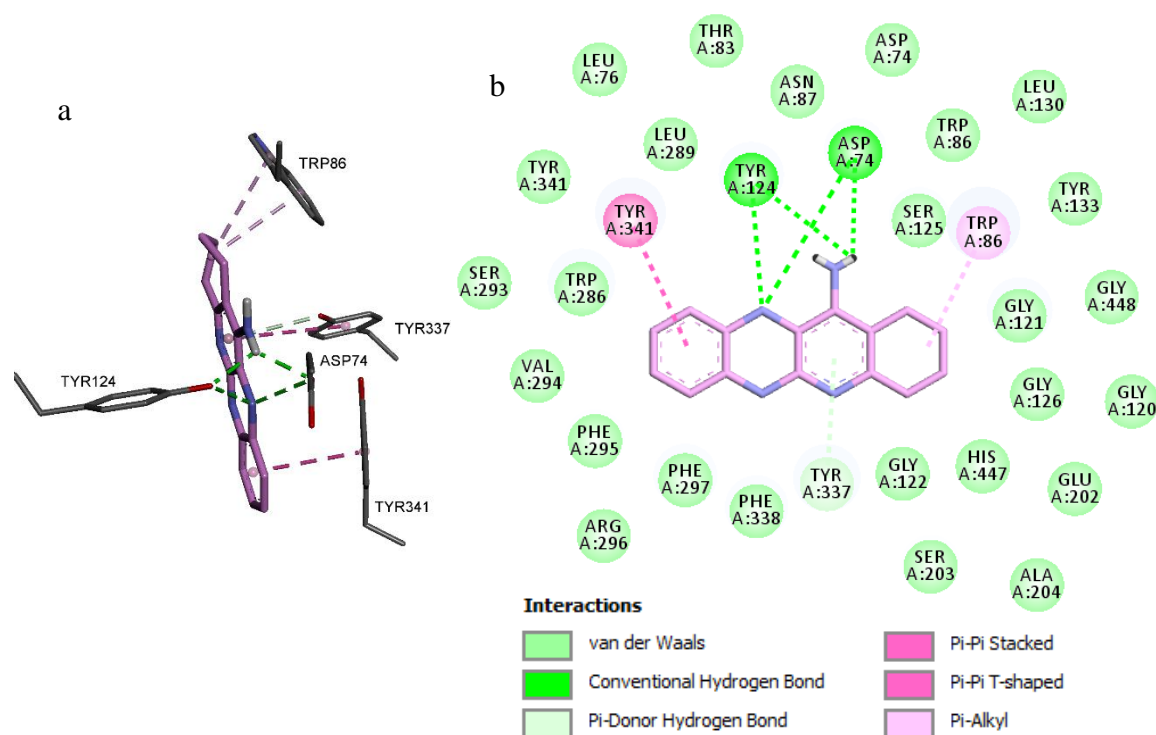 a
TRP86
TYR337
ASP74
TYR124
TYR341
b
THR
A:83
ASP
A:74
LEU
A:76
ASN
A:87
LEU
A:130
LEU
A:289
TYR
A:124
ASP
A:74
TRP
A:86
TYR
A:341
TYR
A:133
TYR
A:341
SER
A:125
TRP
A:86
SER
A:293
TRP
A:286
GLY
A:121
GLY
A:448
VAL
A:294
GLY
A:126
GLY
A:120
PHE
A:295
PHE
A:297
PHE
A:338
TYR
A:337
GLY
A:122
HIS
A:447
GLU
A:202
ARG
A:296
SER
A:203
ALA
A:204
Interactions
van der Waals
Conventional Hydrogen Bond
Pi-Donor Hydrogen Bond
Pi-Pi Stacked
Pi-Pi T-shaped
Pi-Alkyl